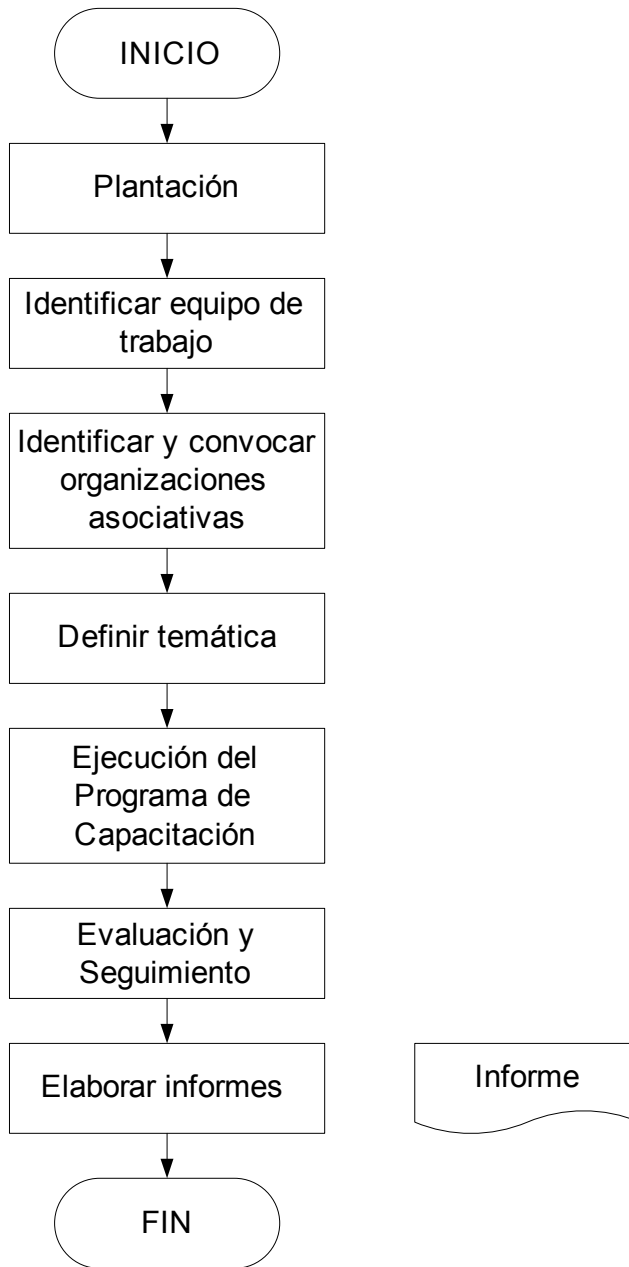 INICIO
Plantación
Identificar equipo de
trabajo
Identificar y convocar
organizaciones
asociativas
Definir temática
Ejecución del
Programa de
Capacitación
Evaluación y
Seguimiento
Elaborar informes
Informe
FIN